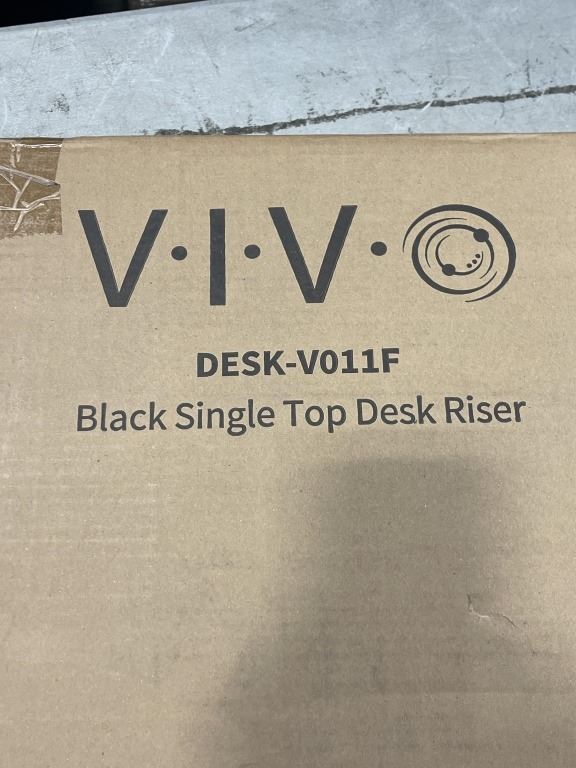 V·I·V·O
DESK-V011F
Black Single Top Desk Riser